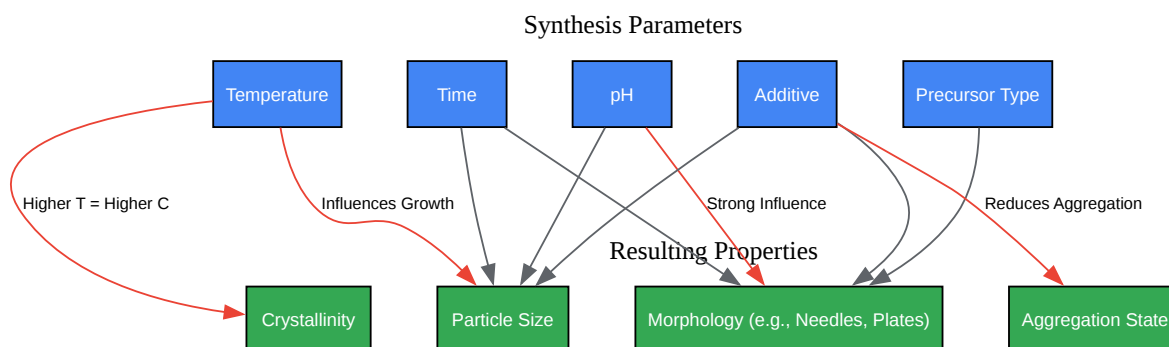 Synthesis Parameters
Temperature
Time
pH
Additive
Precursor Type
Higher T = Higher C
Influences Growth
Strong Influence
Reduces Aggregation
Resulting Properties
Crystallinity
Particle Size
Morphology (e.g., Needles, Plates)
Aggregation State